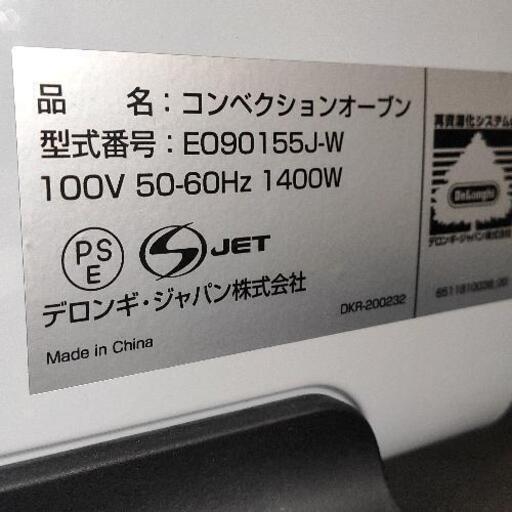 品　　名：コンベクションオーブン
型式番号：EO90155J-W
100V 50-60Hz 1400W
PS
E
S JET
デロンギ・ジャパン株式会社
DKR-200232
Made in China
再資源化システム
DeLonghi
デロンギ・ジャパン株式会社